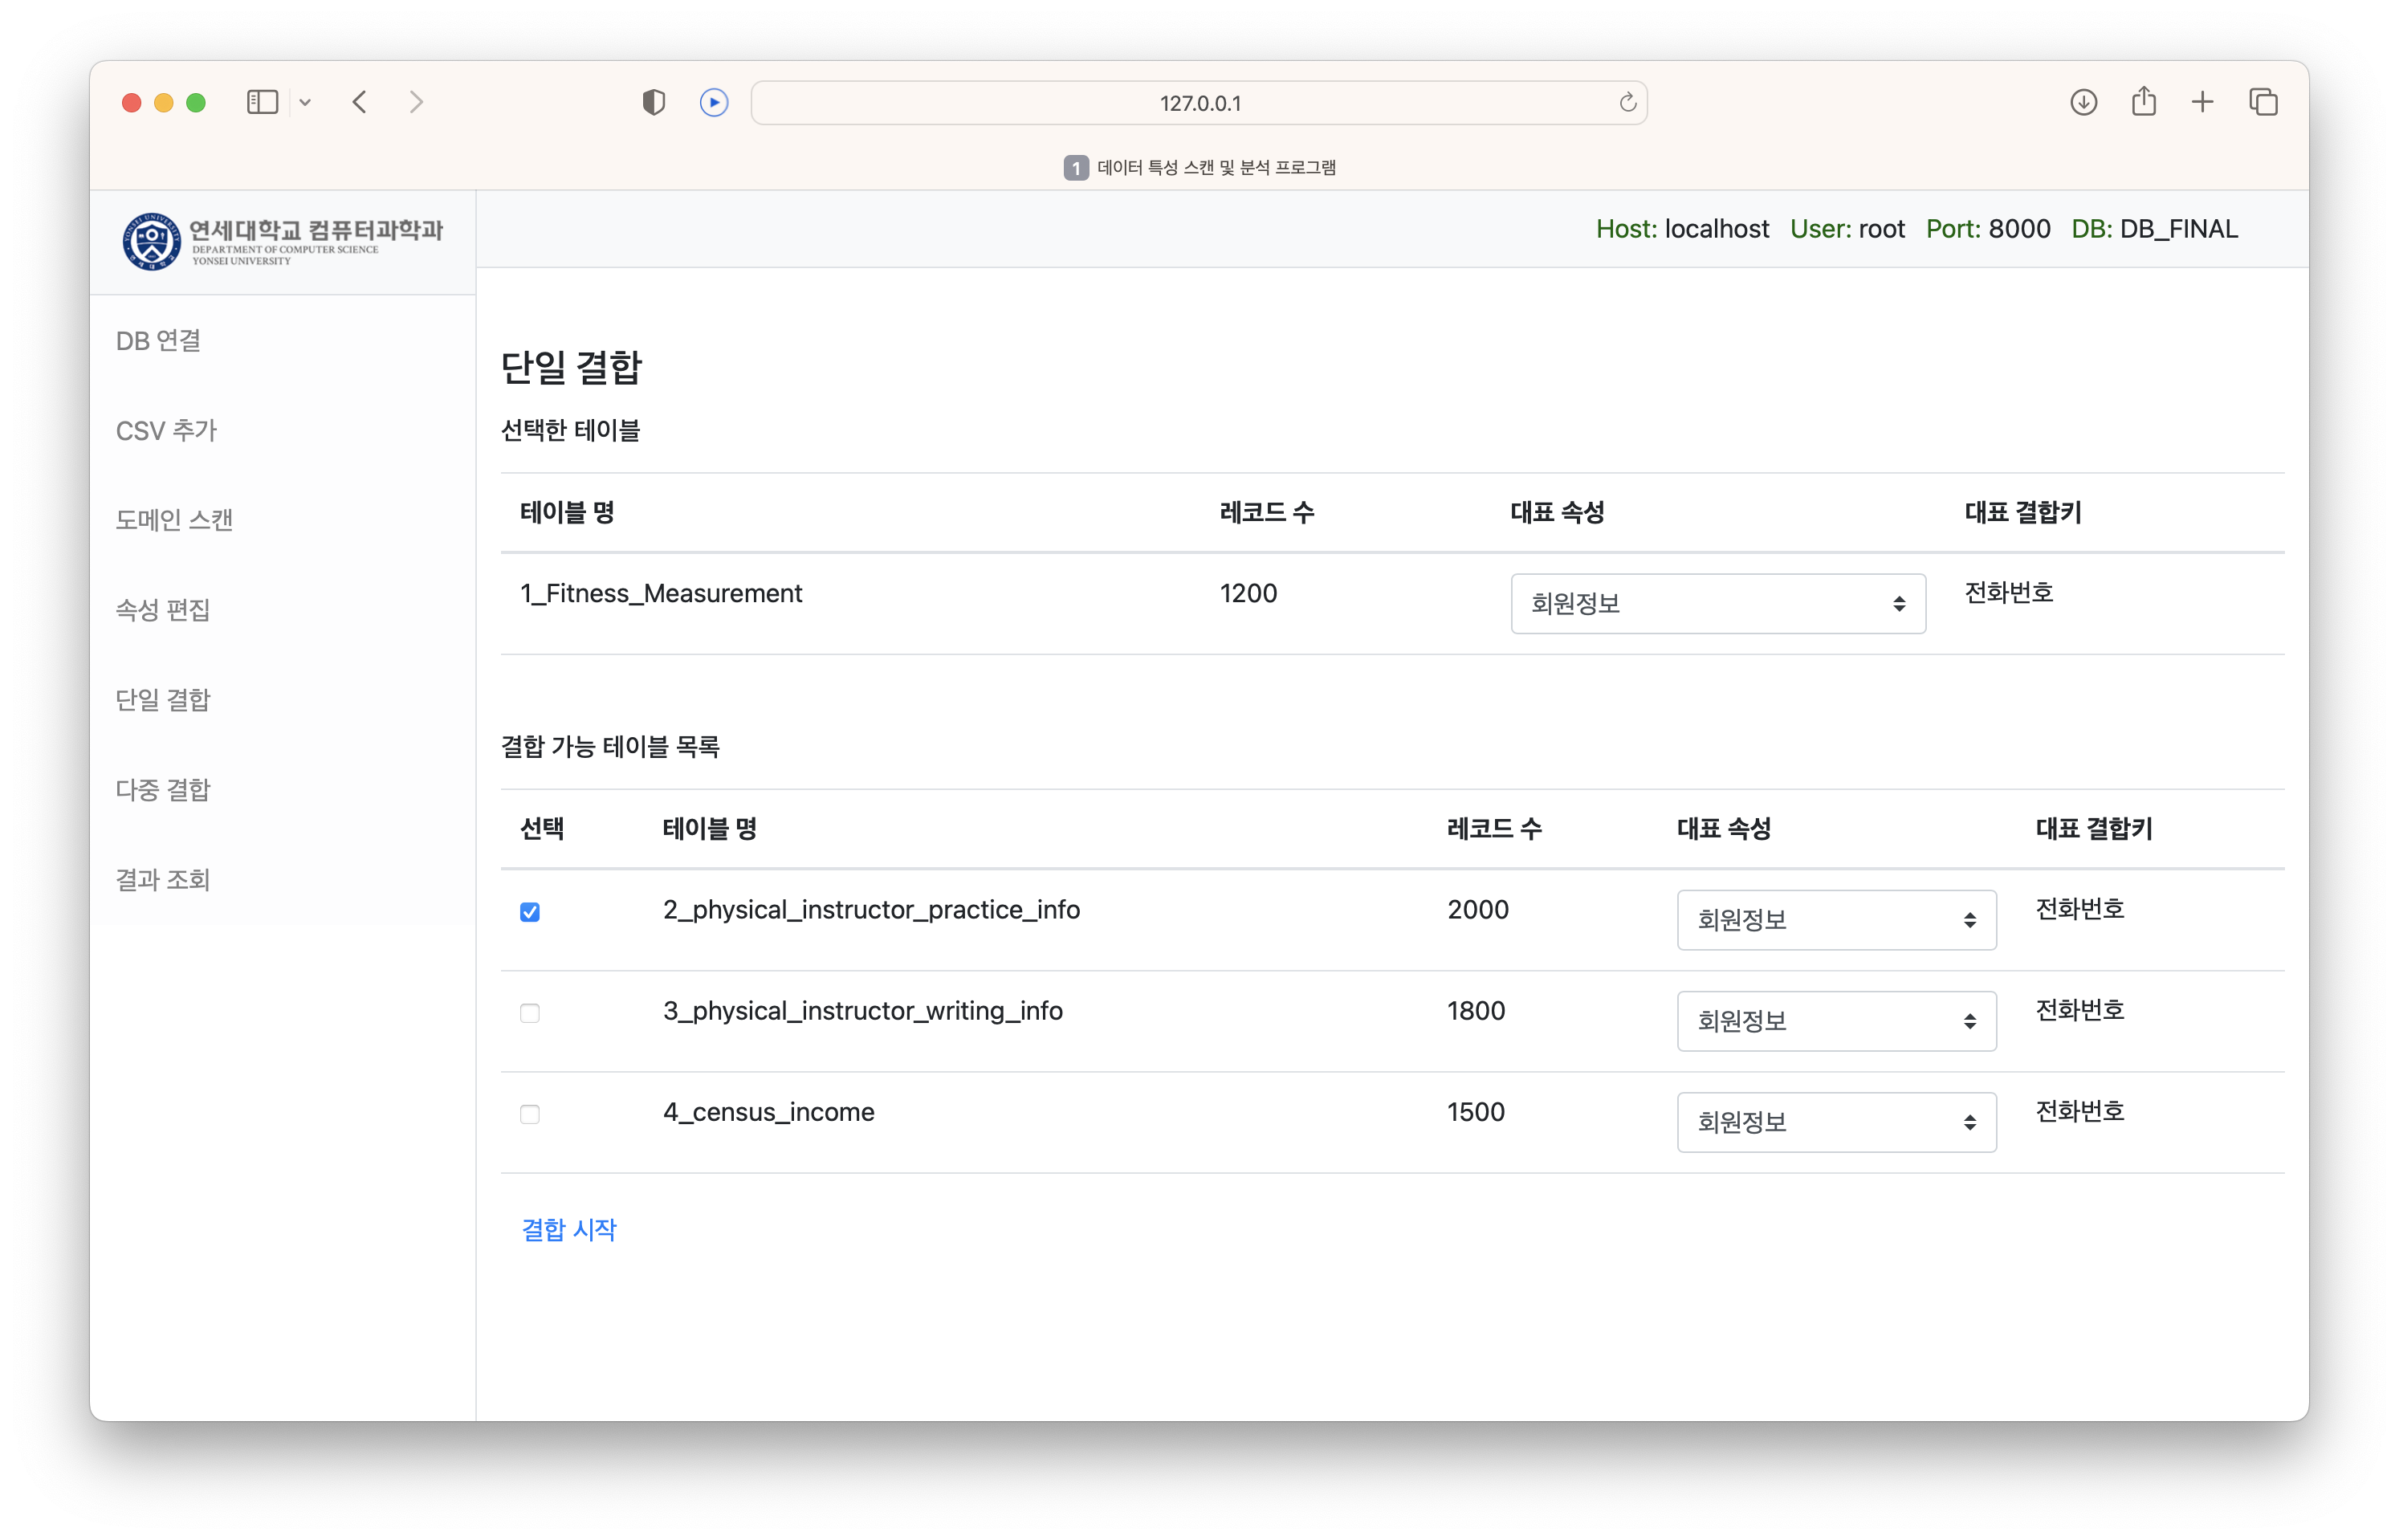 127.0.0.1
1 데이터 특성 스캔 및 분석 프로그램
연세대학교 컴퓨터과학과
DEPARTMENT OF COMPUTER SCIENCE
YONSEI UNIVERSITY
Host: localhost User: root Port: 8000 DB: DB_FINAL
DB 연결
CSV 추가
도메인 스캔
속성 편집
단일 결합
다중 결합
결과 조회
단일 결합
선택한 테이블
테이블 명 레코드 수 대표 속성 대표 결합키
1_Fitness_Measurement 1200 회원정보 전화번호
결합 가능 테이블 목록
선택 테이블 명 레코드 수 대표 속성 대표 결합키
2_physical_instructor_practice_info 2000 회원정보 전화번호
3_physical_instructor_writing_info 1800 회원정보 전화번호
4_census_income 1500 회원정보 전화번호
결합 시작